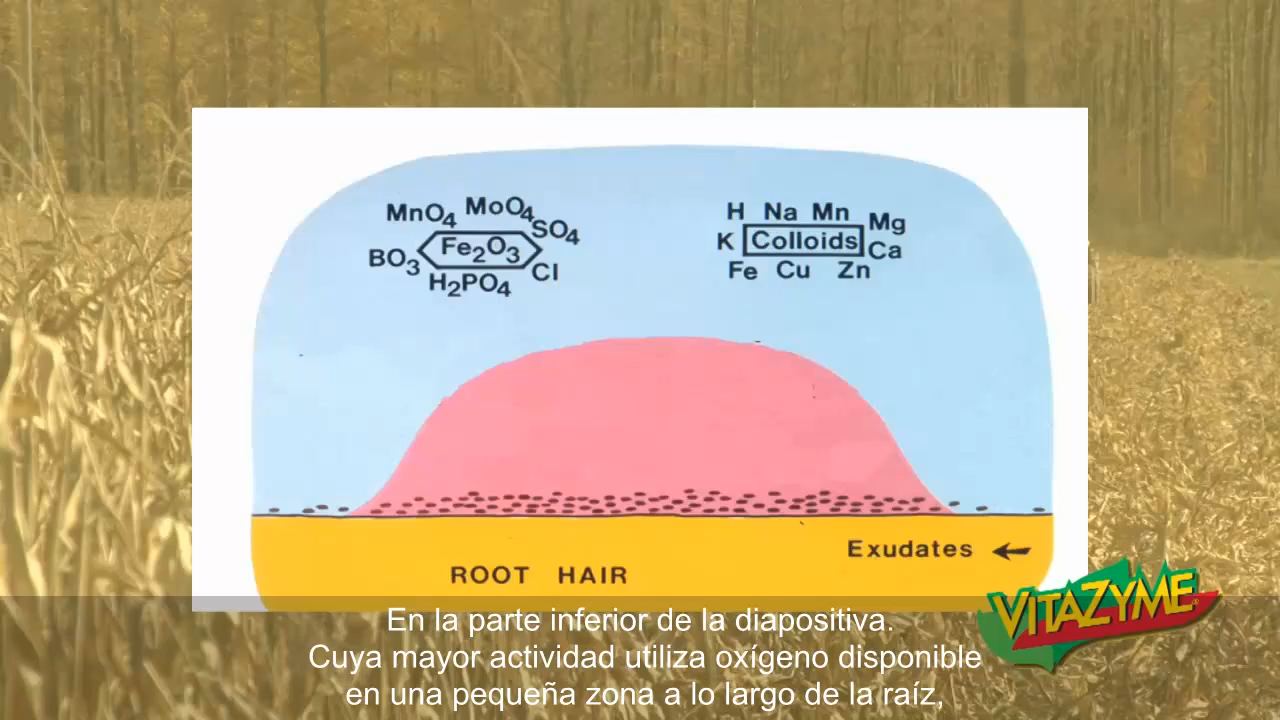 MnO4 MoO4 SO4
BO3 Fe2O3 Cl
H2PO4
H Na Mn Mg
K Colloids Ca
Fe Cu Zn
Exudates
ROOT HAIR
VITAZYME
En la parte inferior de la diapositiva.
Cuya mayor actividad utiliza oxígeno disponible
en una pequeña zona a lo largo de la raíz,